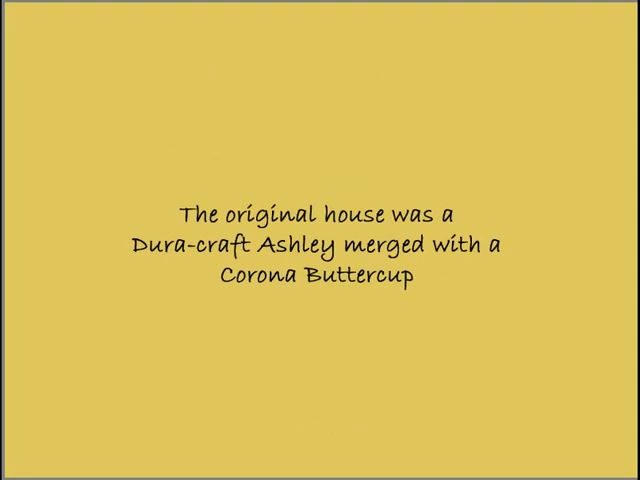 The original house was a
Dura-craft Ashley merged with a
Corona Buttercup